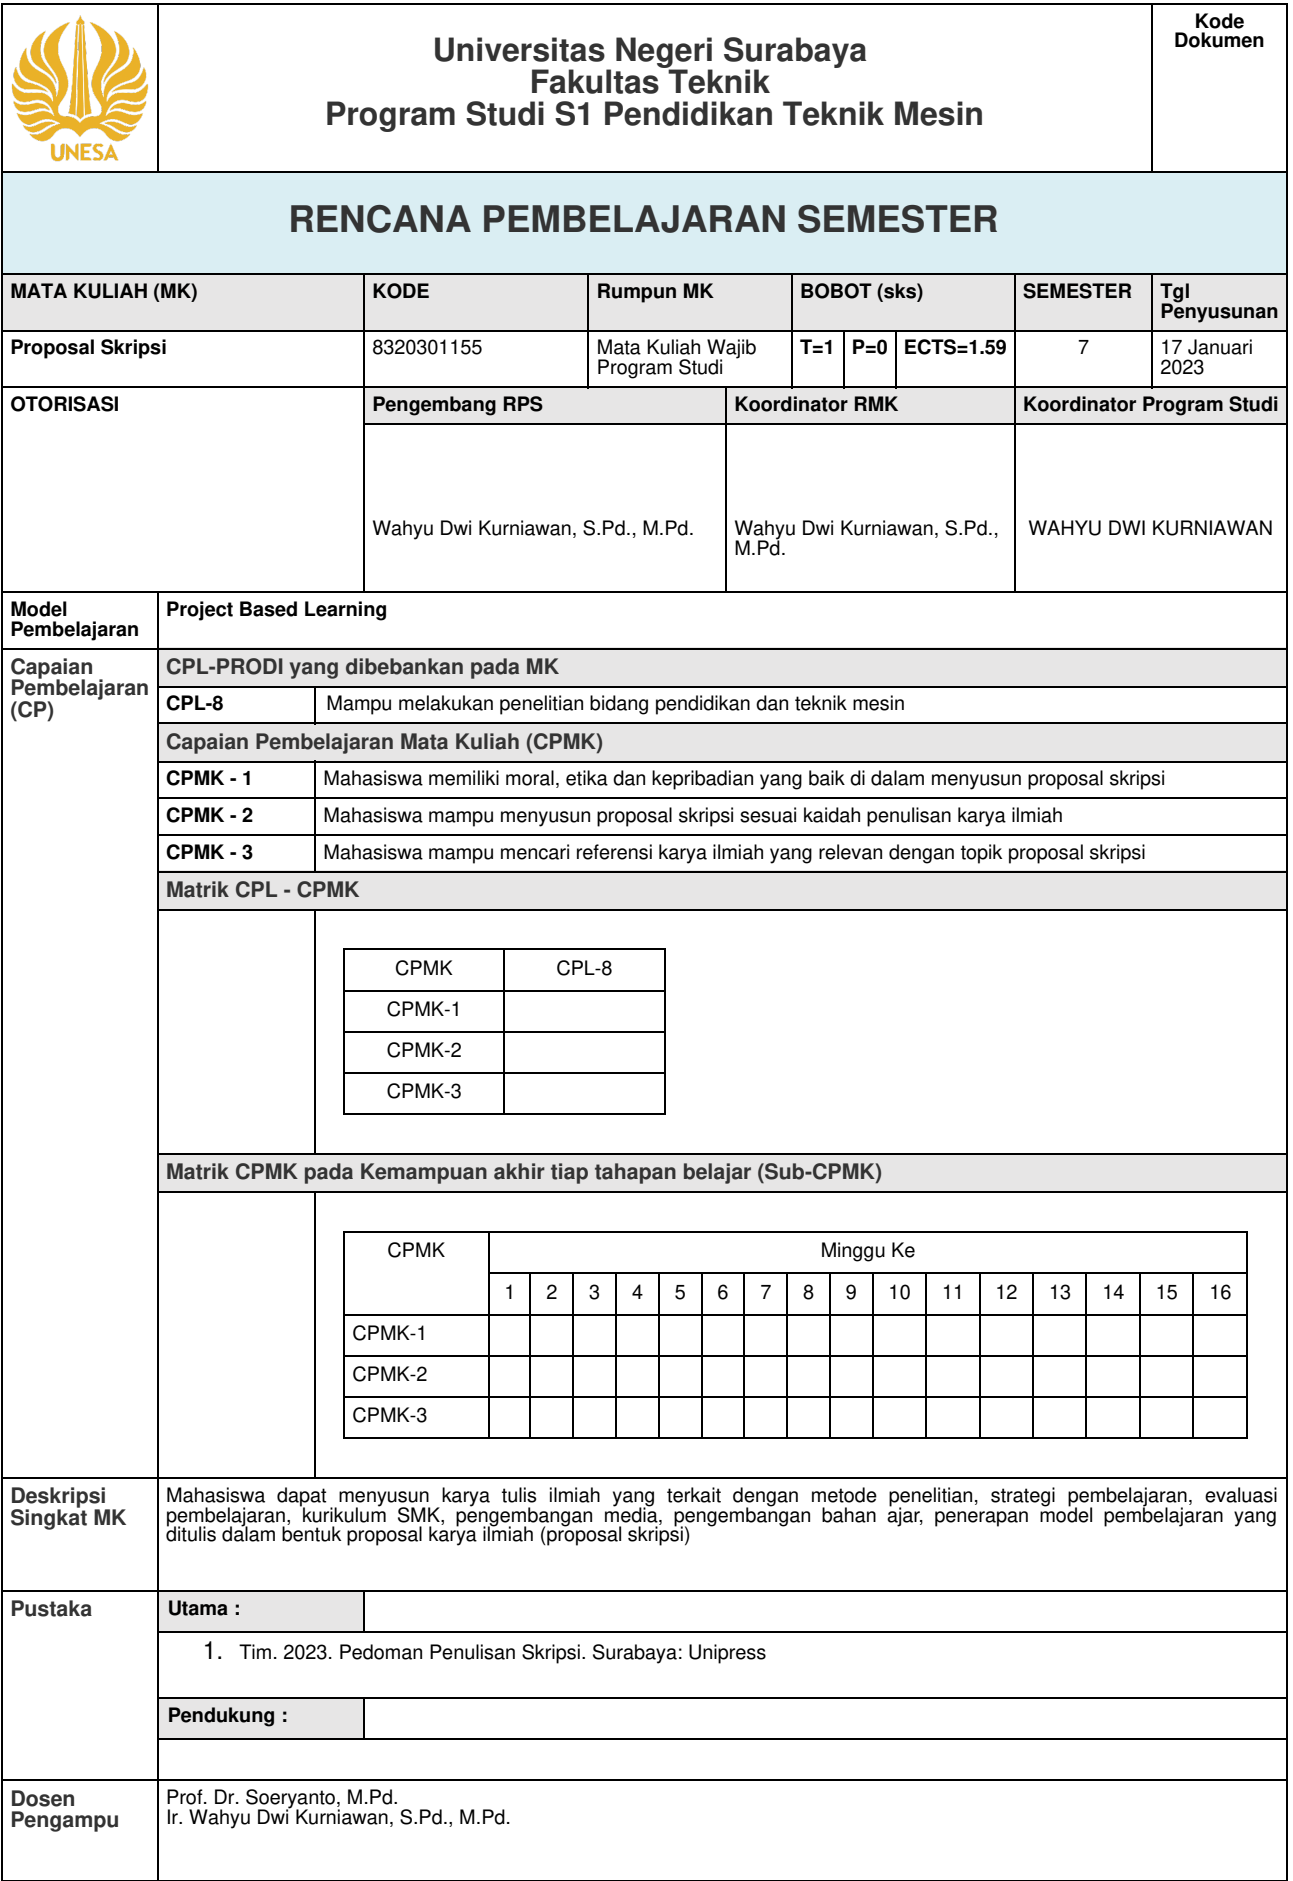 UNESA
Universitas Negeri Surabaya
Fakultas Teknik
Program Studi S1 Pendidikan Teknik Mesin
Kode
Dokumen
RENCANA PEMBELAJARAN SEMESTER
MATA KULIAH (MK) KODE Rumpun MK BOBOT (sks) SEMESTER Tgl
Penyusunan
Proposal Skripsi 8320301155 Mata Kuliah Wajib T=1 P=0 ECTS=1.59 7 17 Januari
Program Studi 2023
OTORISASI Pengembang RPS Koordinator RMK Koordinator Program Studi
Wahyu Dwi Kurniawan, S.Pd., M.Pd. Wahyu Dwi Kurniawan, S.Pd., WAHYU DWI KURNIAWAN
M.Pd.
Model
Pembelajaran
Project Based Learning
Capaian
Pembelajaran
(CP)
CPL-PRODI yang dibebankan pada MK
CPL-8 Mampu melakukan penelitian bidang pendidikan dan teknik mesin
Capaian Pembelajaran Mata Kuliah (CPMK)
CPMK - 1 Mahasiswa memiliki moral, etika dan kepribadian yang baik di dalam menyusun proposal skripsi
CPMK - 2 Mahasiswa mampu menyusun proposal skripsi sesuai kaidah penulisan karya ilmiah
CPMK - 3 Mahasiswa mampu mencari referensi karya ilmiah yang relevan dengan topik proposal skripsi
Matrik CPL - CPMK
CPMK CPL-8
CPMK-1
CPMK-2
CPMK-3
Matrik CPMK pada Kemampuan akhir tiap tahapan belajar (Sub-CPMK)
CPMK Minggu Ke
1 2 3 4 5 6 7 8 9 10 11 12 13 14 15 16
CPMK-1
CPMK-2
CPMK-3
Deskripsi
Singkat MK
Mahasiswa dapat menyusun karya tulis ilmiah yang terkait dengan metode penelitian, strategi pembelajaran, evaluasi
pembelajaran, kurikulum SMK, pengembangan media, pengembangan bahan ajar, penerapan model pembelajaran yang
ditulis dalam bentuk proposal karya ilmiah (proposal skripsi)
Pustaka
Utama :
1. Tim. 2023. Pedoman Penulisan Skripsi. Surabaya: Unipress
Pendukung :
Dosen
Pengampu
Prof. Dr. Soeryanto, M.Pd.
Ir. Wahyu Dwi Kurniawan, S.Pd., M.Pd.